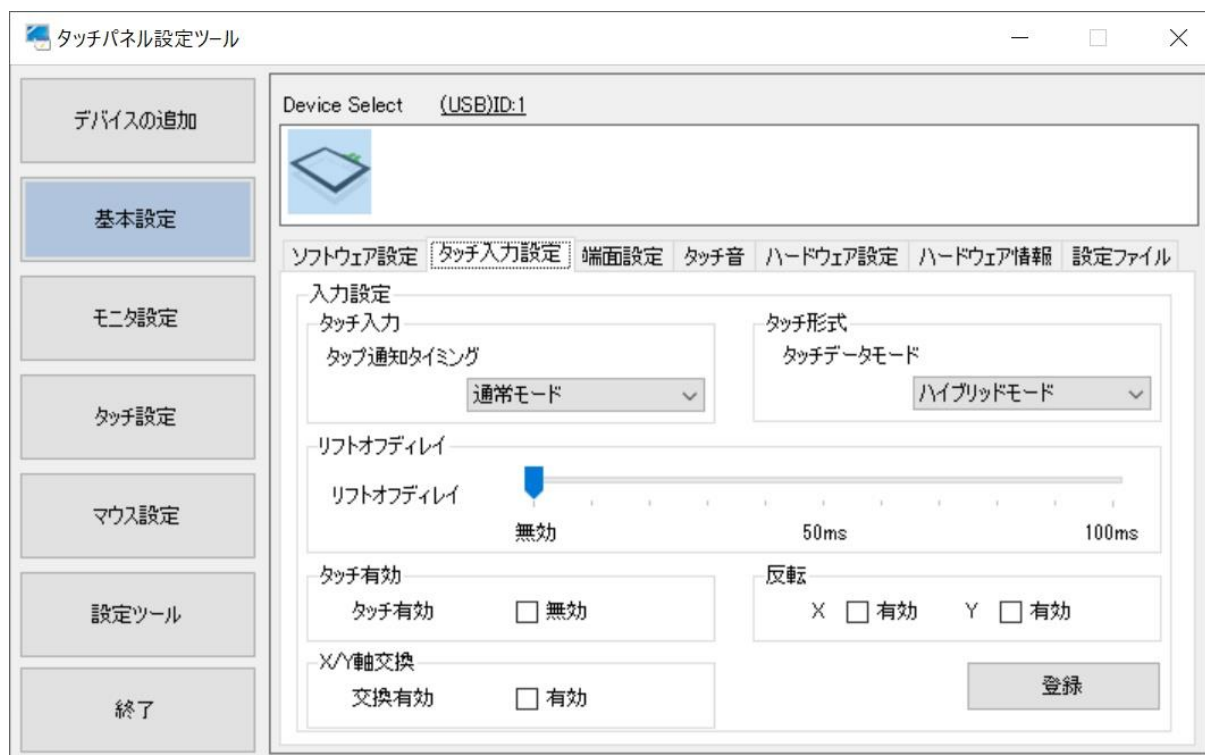 タッチパネル設定ツール
デバイスの追加
基本設定
モニタ設定
タッチ設定
マウス設定
設定ツール
終了
Device Select (USB)ID:1
ソフトウェア設定 タッチ入力設定 端面設定 タッチ音 ハードウェア設定 ハードウェア情報 設定ファイル
入力設定
タッチ入力
タップ通知タイミング
通常モード
タッチ形式
タッチデータモード
ハイブリッドモード
リフトオフディレイ
リフトオフディレイ
無効 50ms 100ms
タッチ有効
タッチ有効 無効
反転
X 有効 Y 有効
X/Y軸交換
交換有効 有効
登録